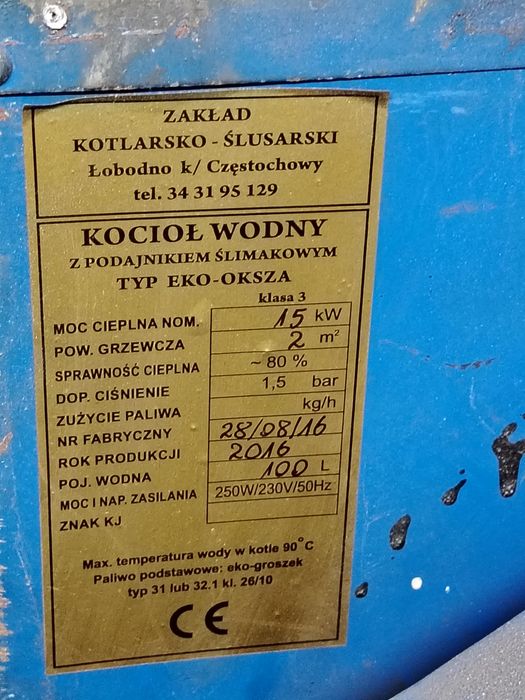 ZAKŁAD
KOTLARSKO - ŚLUSARSKI
Łobodno k/ Częstochowy
tel. 34 31 95 129
KOCIOŁ WODNY
Z PODAJNIKIEM ŚLIMAKOWYM
TYP EKO-OKSZA
klasa 3
MOC CIEPLNA NOM. 15 kW
POW. GRZEWCZA 2 m²
SPRAWNOŚĆ CIEPLNA ~ 80 %
DOP. CIŚNIENIE 1,5 bar
ZUŻYCIE PALIWA kg/h
NR FABRYCZNY 28/08/16
ROK PRODUKCJI 2016
POJ. WODNA 100 L
MOC I NAP. ZASILANIA 250W/230V/50Hz
ZNAK KJ
Max. temperatura wody w kotle 90°C
Paliwo podstawowe: eko-groszek
typ 31 lub 32.1 kl. 26/10
CE